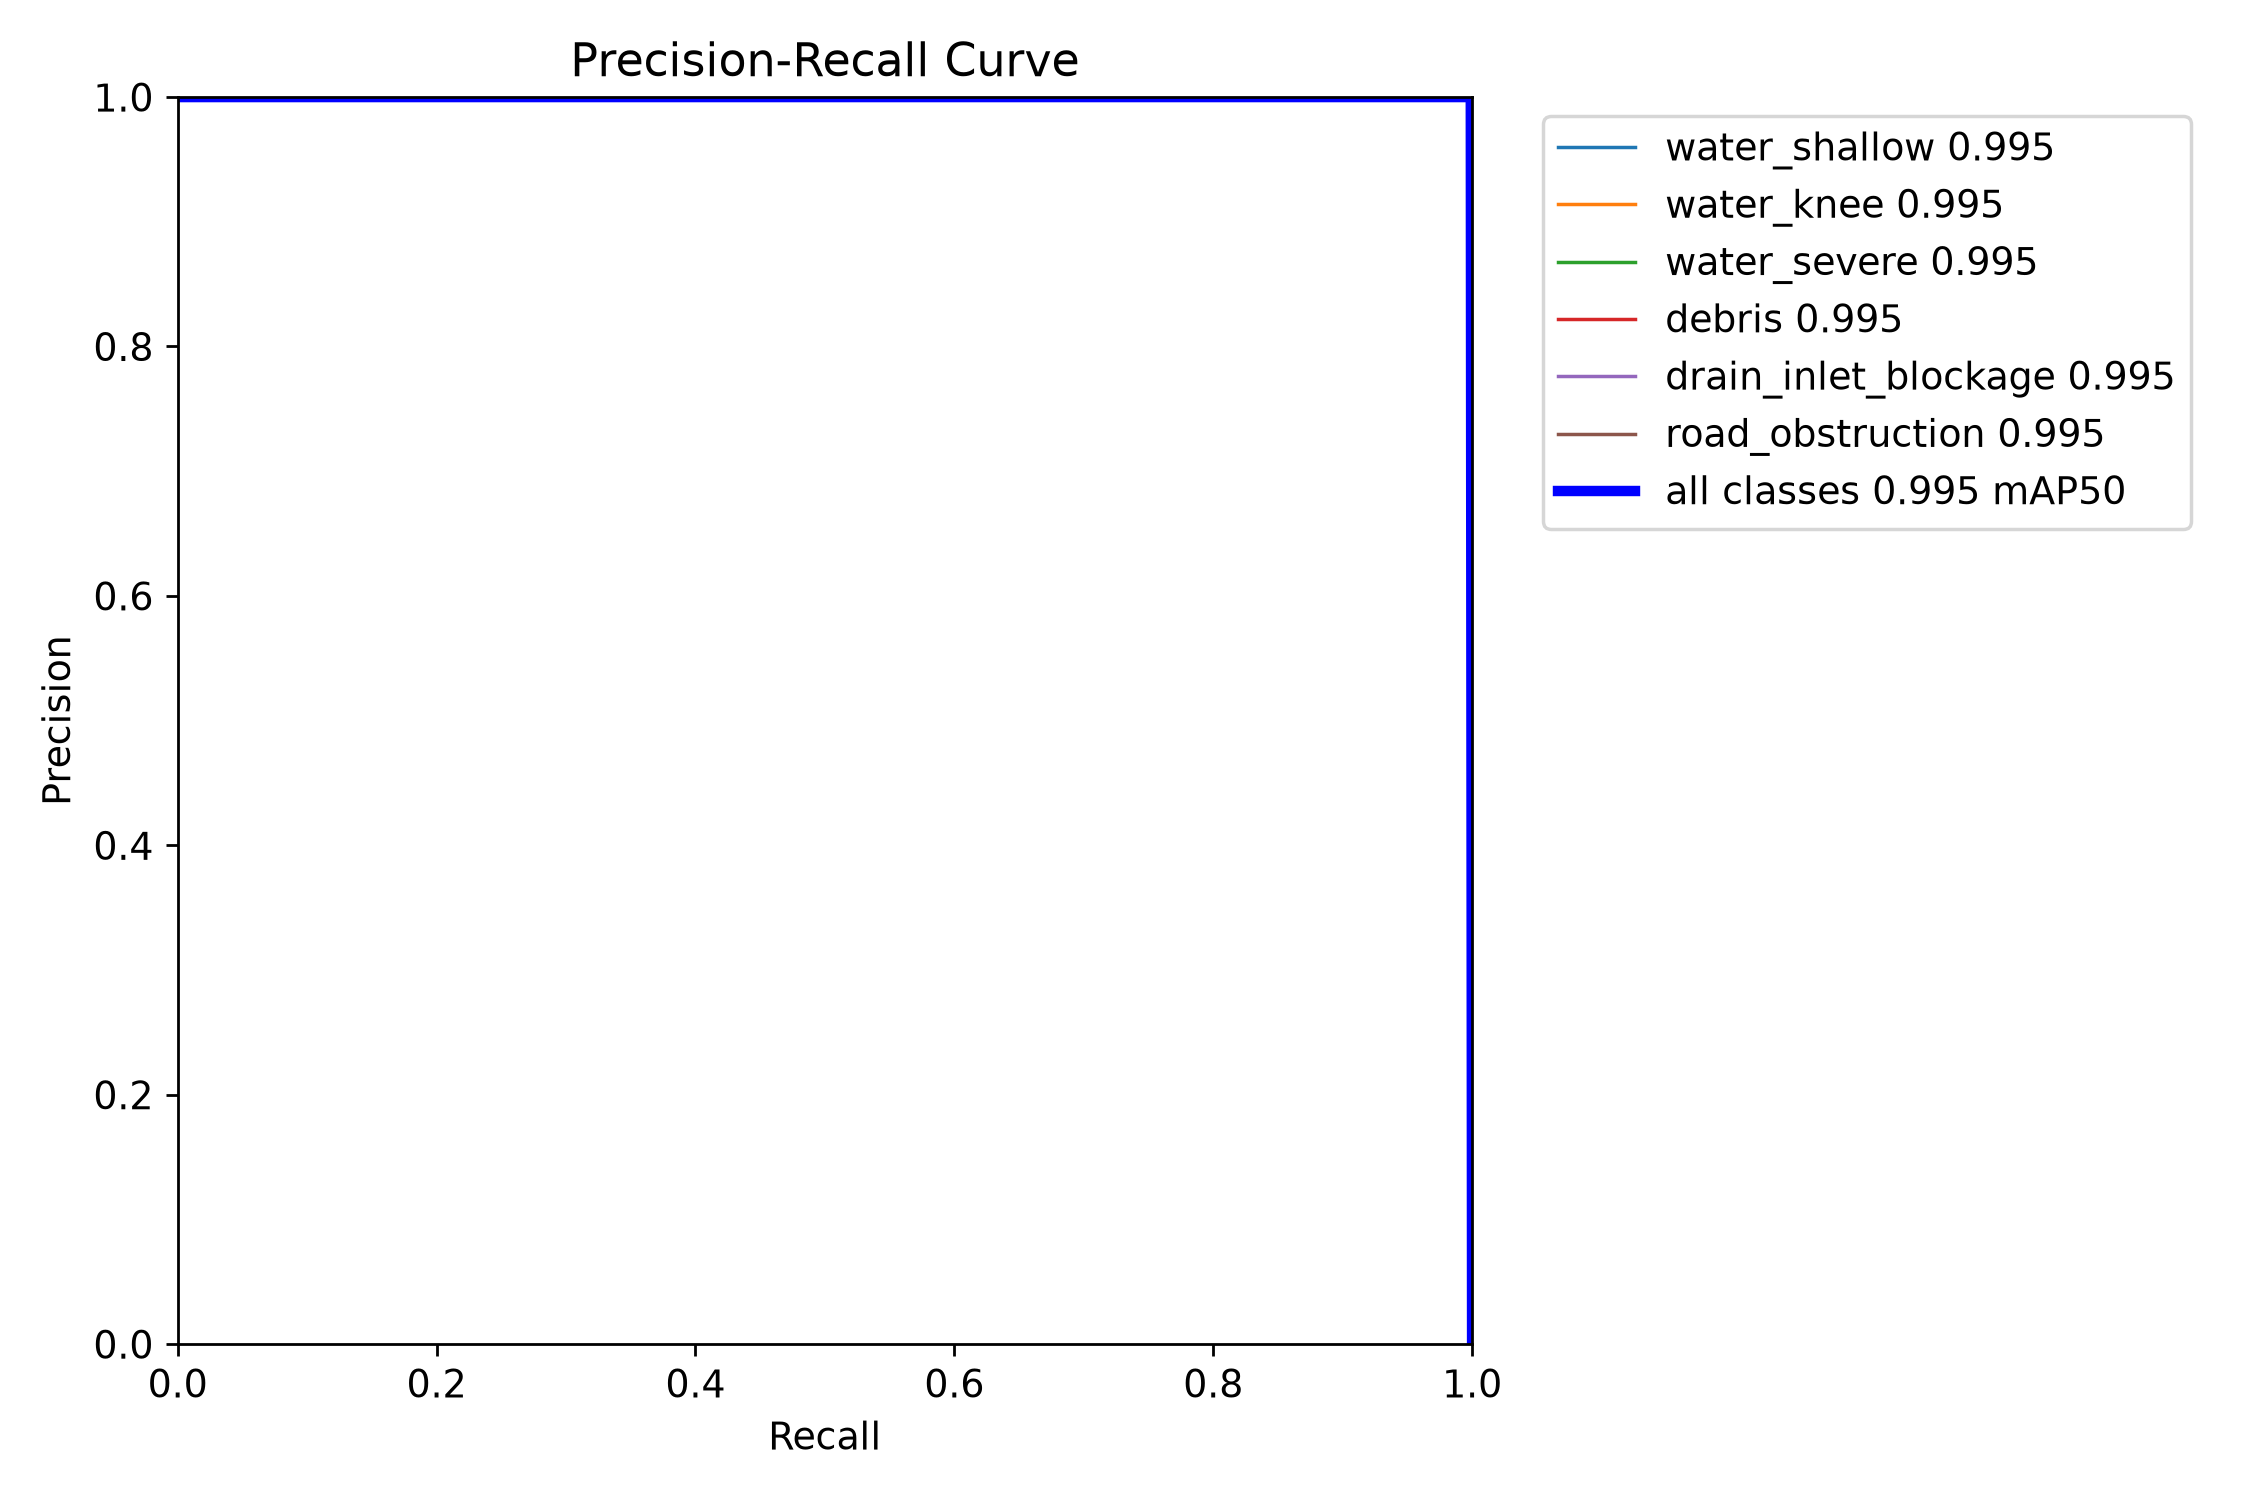 Precision-Recall Curve
1.0
0.8
0.6
0.4
0.2
0.0
Precision
0.0 0.2 0.4 0.6 0.8 1.0
Recall
water_shallow 0.995
water_knee 0.995
water_severe 0.995
debris 0.995
drain_inlet_blockage 0.995
road_obstruction 0.995
all classes 0.995 mAP50